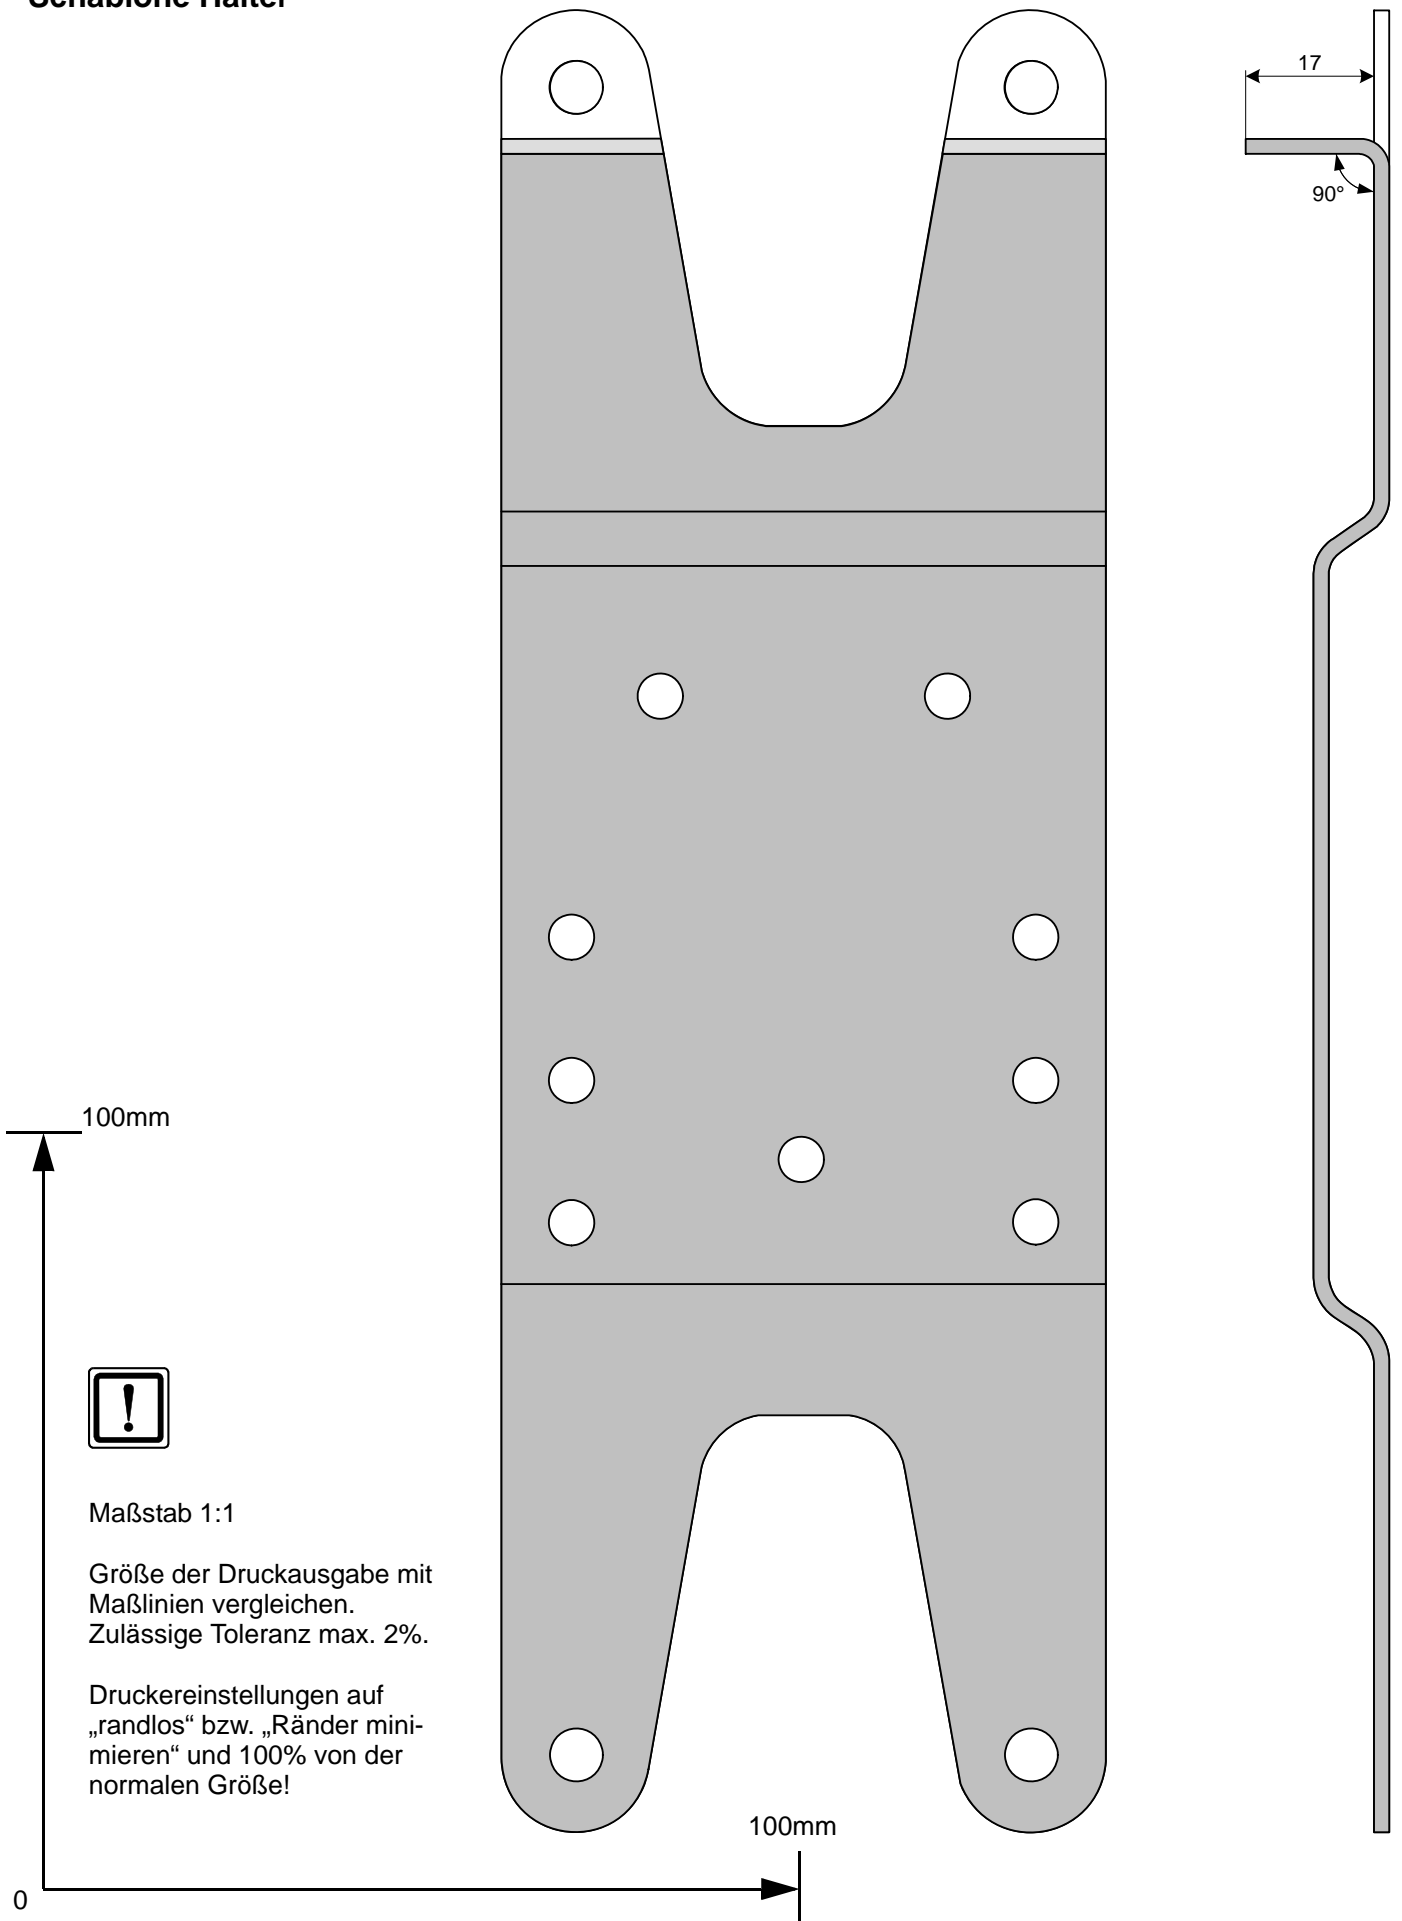 Schablone Halter
17
90°
100mm
Maßstab 1:1
Größe der Druckausgabe mit
Maßlinien vergleichen.
Zulässige Toleranz max. 2%.
Druckereinstellungen auf
„randlos“ bzw. „Ränder mini-
mieren“ und 100% von der
normalen Größe!
100mm
0